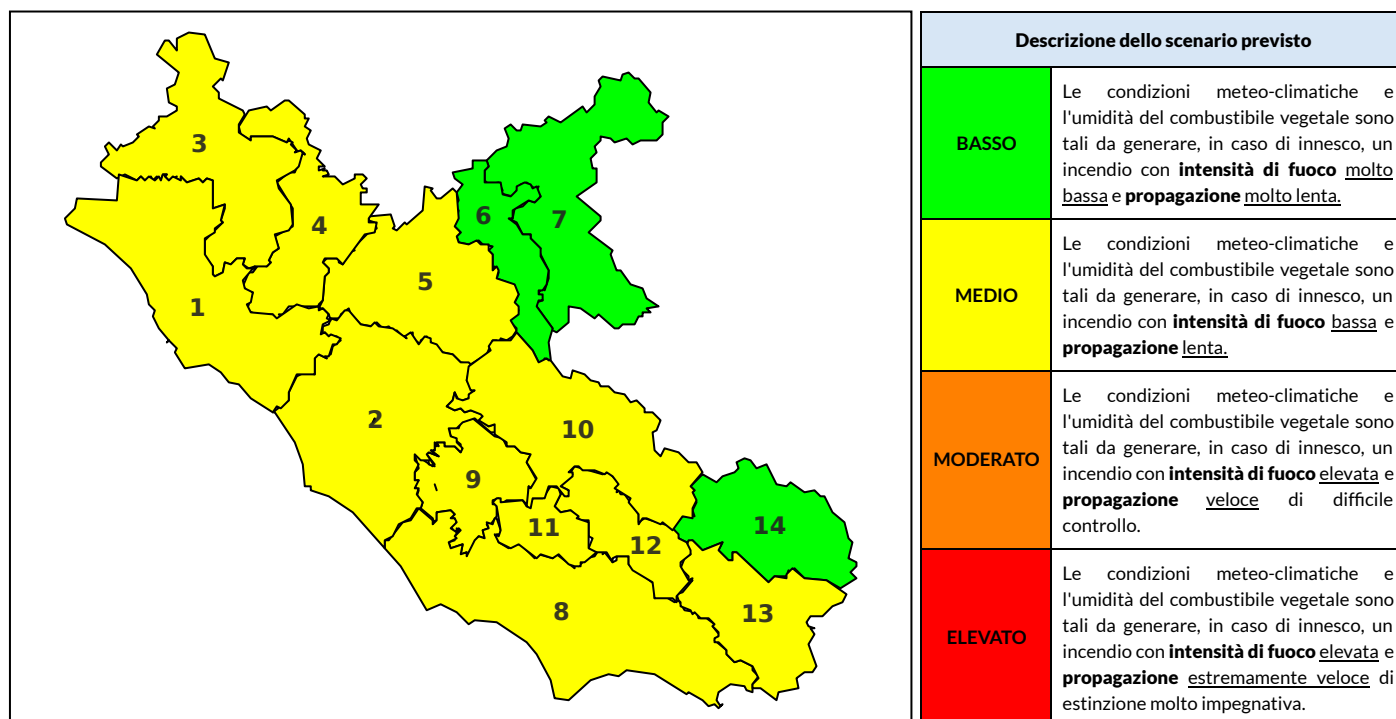 3
4
6
7
5
1
2
10
9
11
12
14
8
13
Descrizione dello scenario previsto
BASSO
Le condizioni meteo-climatiche e
l'umidità del combustibile vegetale sono
tali da generare, in caso di innesco, un
incendio con intensità di fuoco molto
bassa e propagazione molto lenta.
MEDIO
Le condizioni meteo-climatiche e
l'umidità del combustibile vegetale sono
tali da generare, in caso di innesco, un
incendio con intensità di fuoco bassa e
propagazione lenta.
MODERATO
Le condizioni meteo-climatiche e
l'umidità del combustibile vegetale sono
tali da generare, in caso di innesco, un
incendio con intensità di fuoco elevata e
propagazione veloce di difficile
controllo.
ELEVATO
Le condizioni meteo-climatiche e
l'umidità del combustibile vegetale sono
tali da generare, in caso di innesco, un
incendio con intensità di fuoco elevata e
propagazione estremamente veloce di
estinzione molto impegnativa.